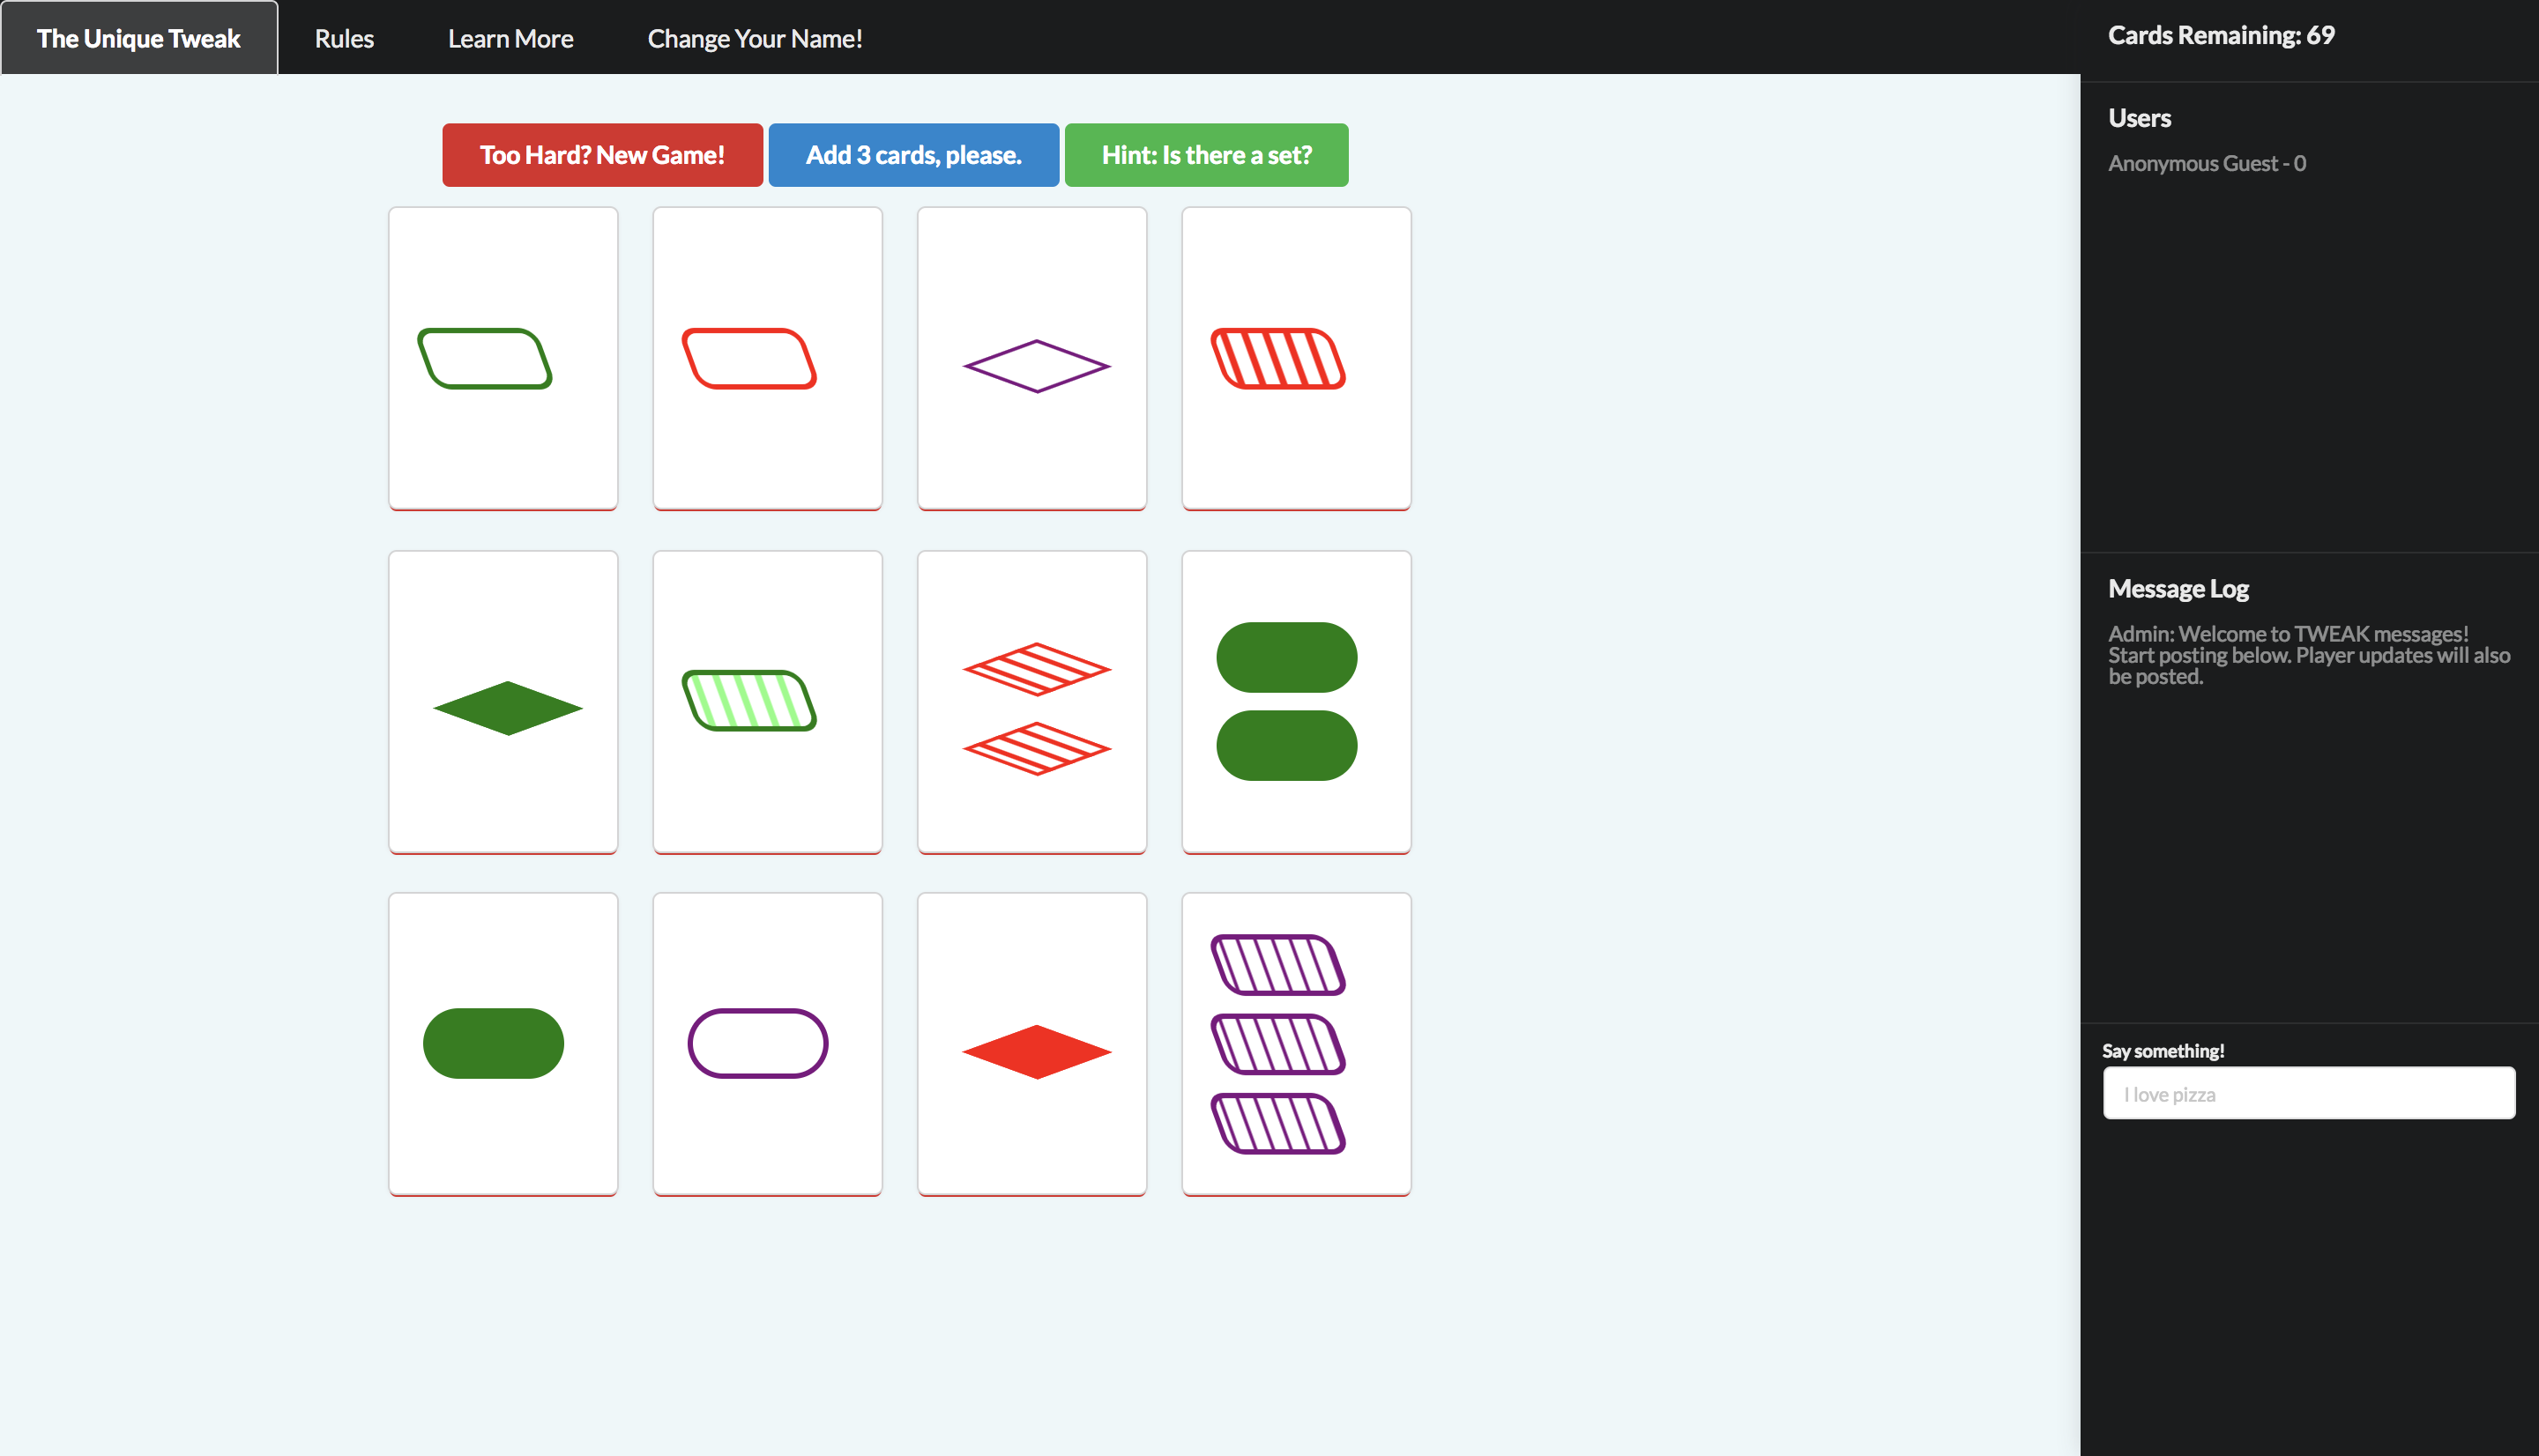 The Unique Tweak
Rules
Learn More
Change Your Name!
Cards Remaining: 69
Too Hard? New Game!
Add 3 cards, please.
Hint: Is there a set?
Users
Anonymous Guest - 0
Message Log
Admin: Welcome to TWEAK messages!
Start posting below. Player updates will also
be posted.
Say something!
I love pizza